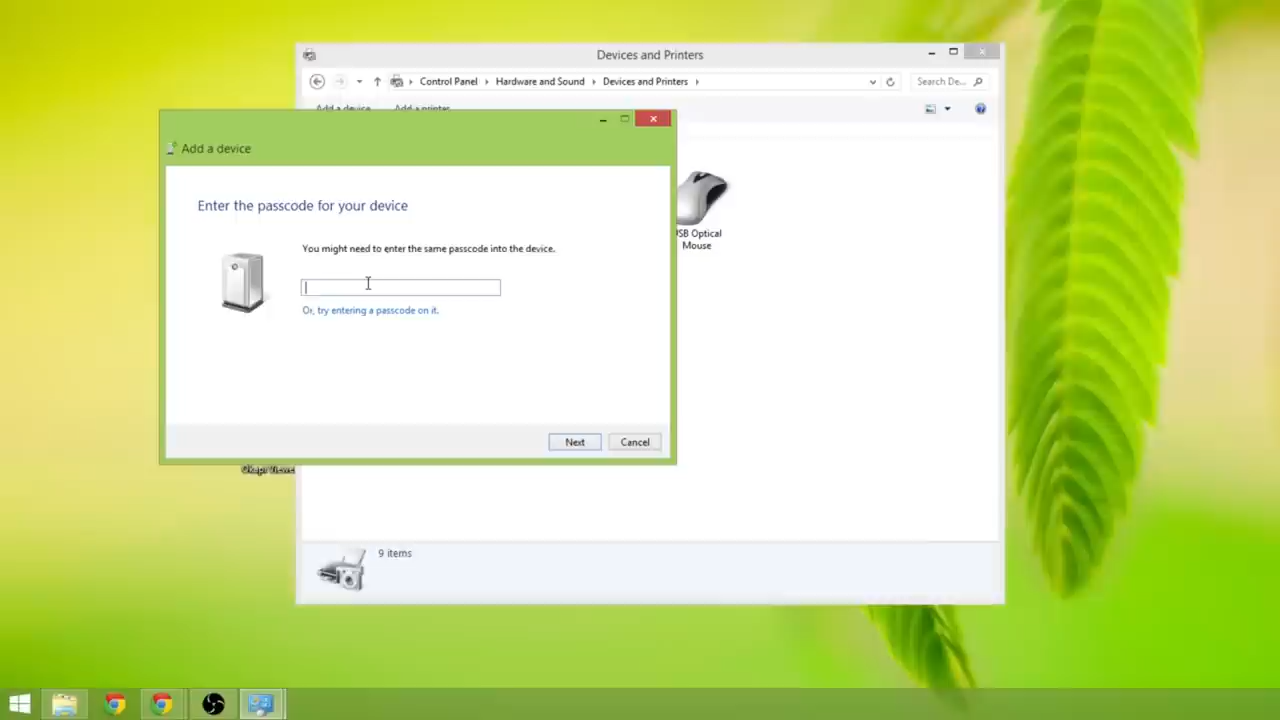 Devices and Printers
Control Panel
Hardware and Sound
Devices and Printers
Search De...
Add a device
Add a printer
Add a device
Enter the passcode for your device
You might need to enter the same passcode into the device.
Or, try entering a passcode on it.
Next
Cancel
USB Optical
Mouse
Okapi Viewer
9 items